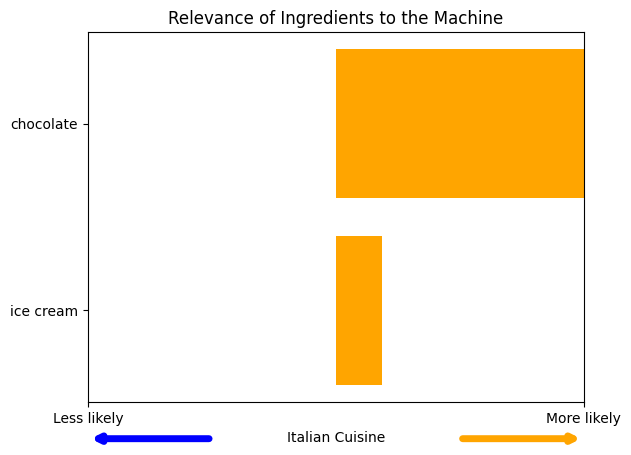 Relevance of Ingredients to the Machine
chocolate
ice cream
Less likely
More likely
Italian Cuisine